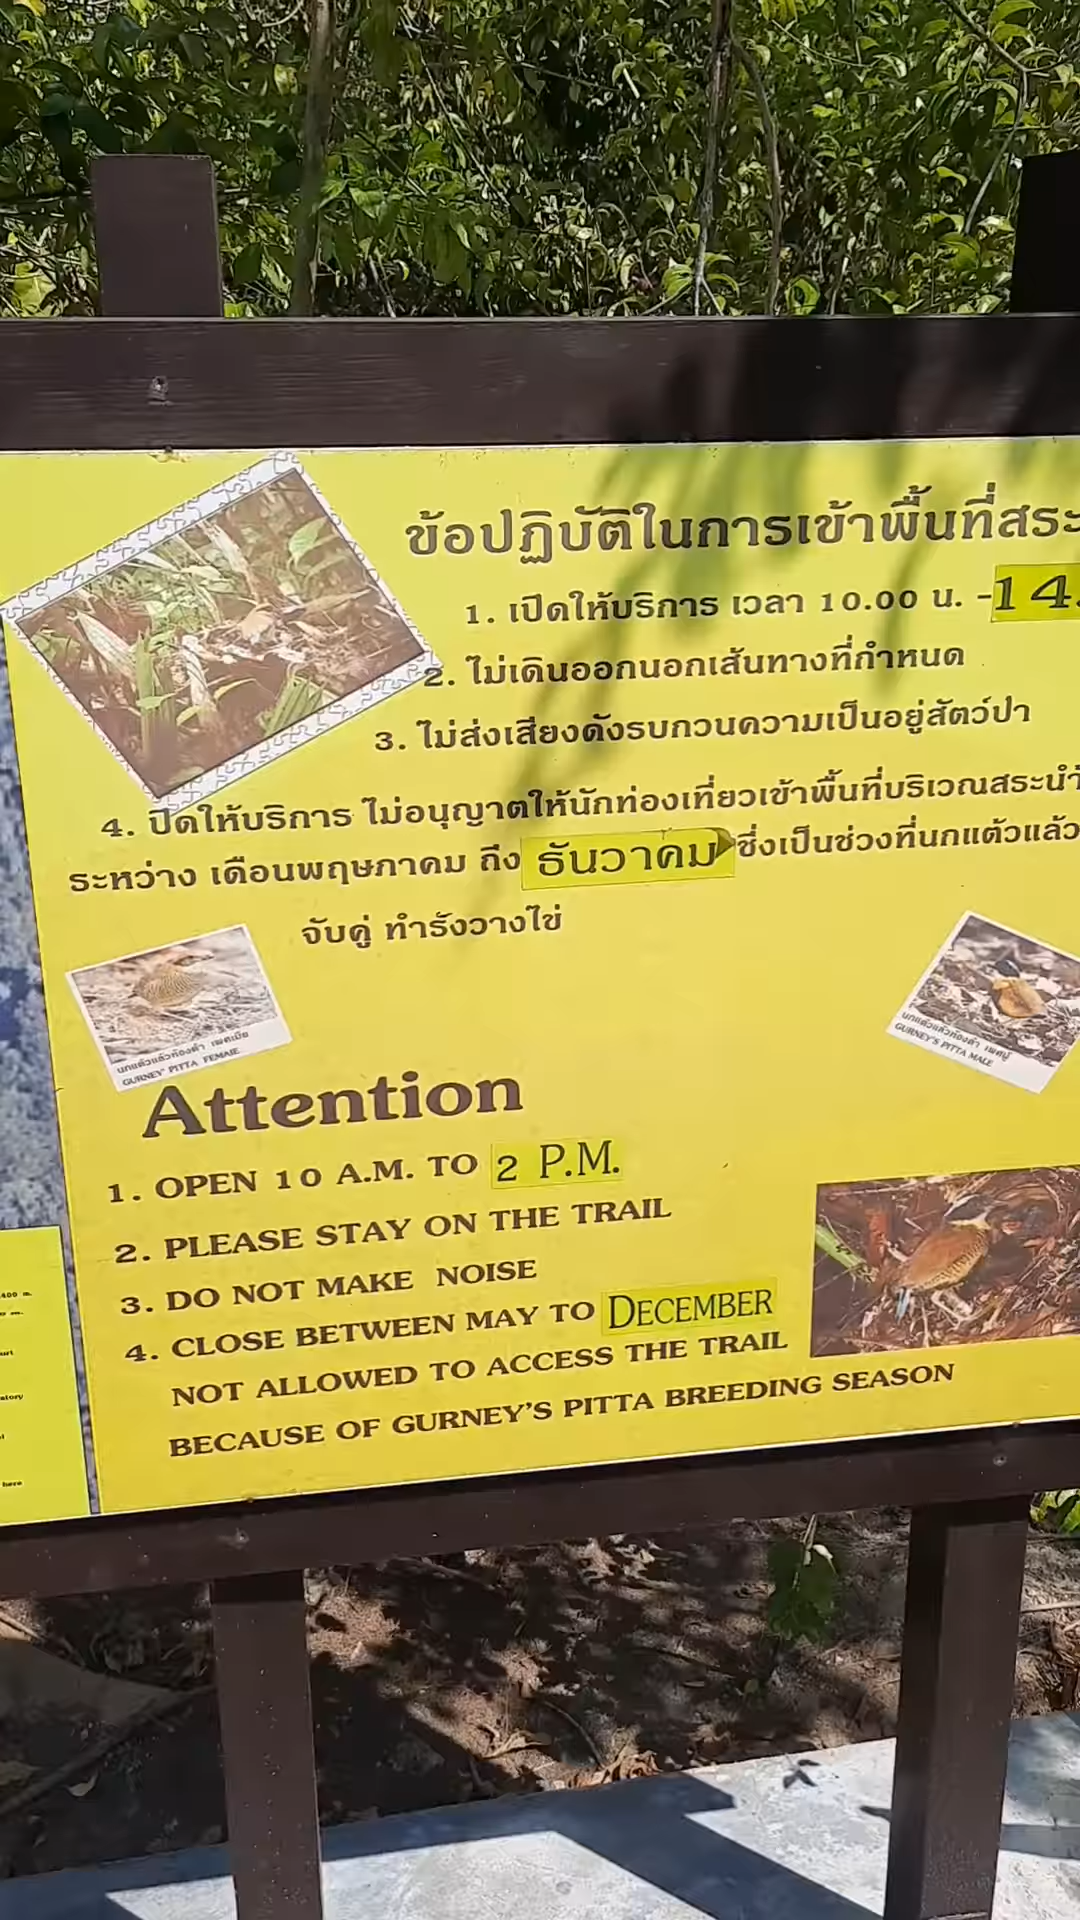 ข้อปฏิบัติในการเข้าพื้นที่สระ
1. เปิดให้บริการ เวลา 10.00 น. -14.
2. ไม่เดินออกนอกเส้นทางที่กำหนด
3. ไม่ส่งเสียงดังรบกวนความเป็นอยู่สัตว์ป่า
4. ปิดให้บริการ ไม่อนุญาตให้นักท่องเที่ยวเข้าพื้นที่บริเวณสระน้ำ
ระหว่าง เดือนพฤษภาคม ถึง ธันวาคม ซึ่งเป็นช่วงที่นกแต้วแล้ว
จับคู่ ทำรังวางไข่
นกแต้วแล้วท้องดำ เพศเมีย
GURNEY' PITTA FEMALE
นกแต้วแล้วท้องดำ เพศผู้
GURNEY'S PITTA MALE
Attention
1. OPEN 10 A.M. TO 2 P.M.
2. PLEASE STAY ON THE TRAIL
3. DO NOT MAKE NOISE
4. CLOSE BETWEEN MAY TO DECEMBER
NOT ALLOWED TO ACCESS THE TRAIL
BECAUSE OF GURNEY'S PITTA BREEDING SEASON
400 m.
here